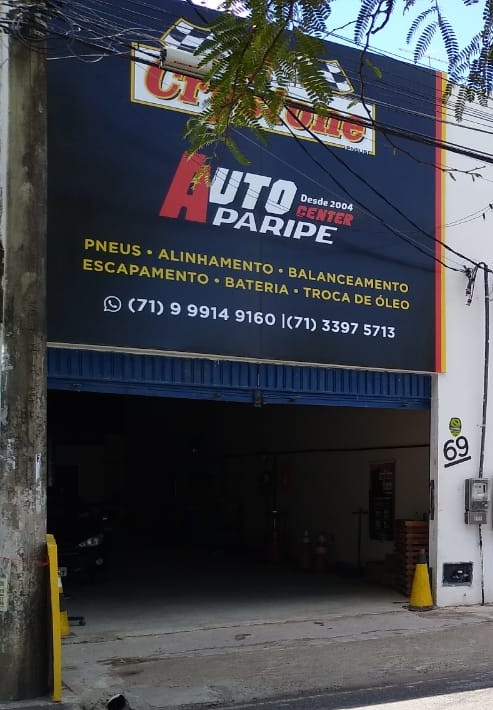 AUTO
Desde 2004
CENTER
PARIPE
PNEUS • ALINHAMENTO • BALANCEAMENTO
ESCAPAMENTO • BATERIA • TROCA DE ÓLEO
(71) 9 9914 9160 | (71) 3397 5713
69